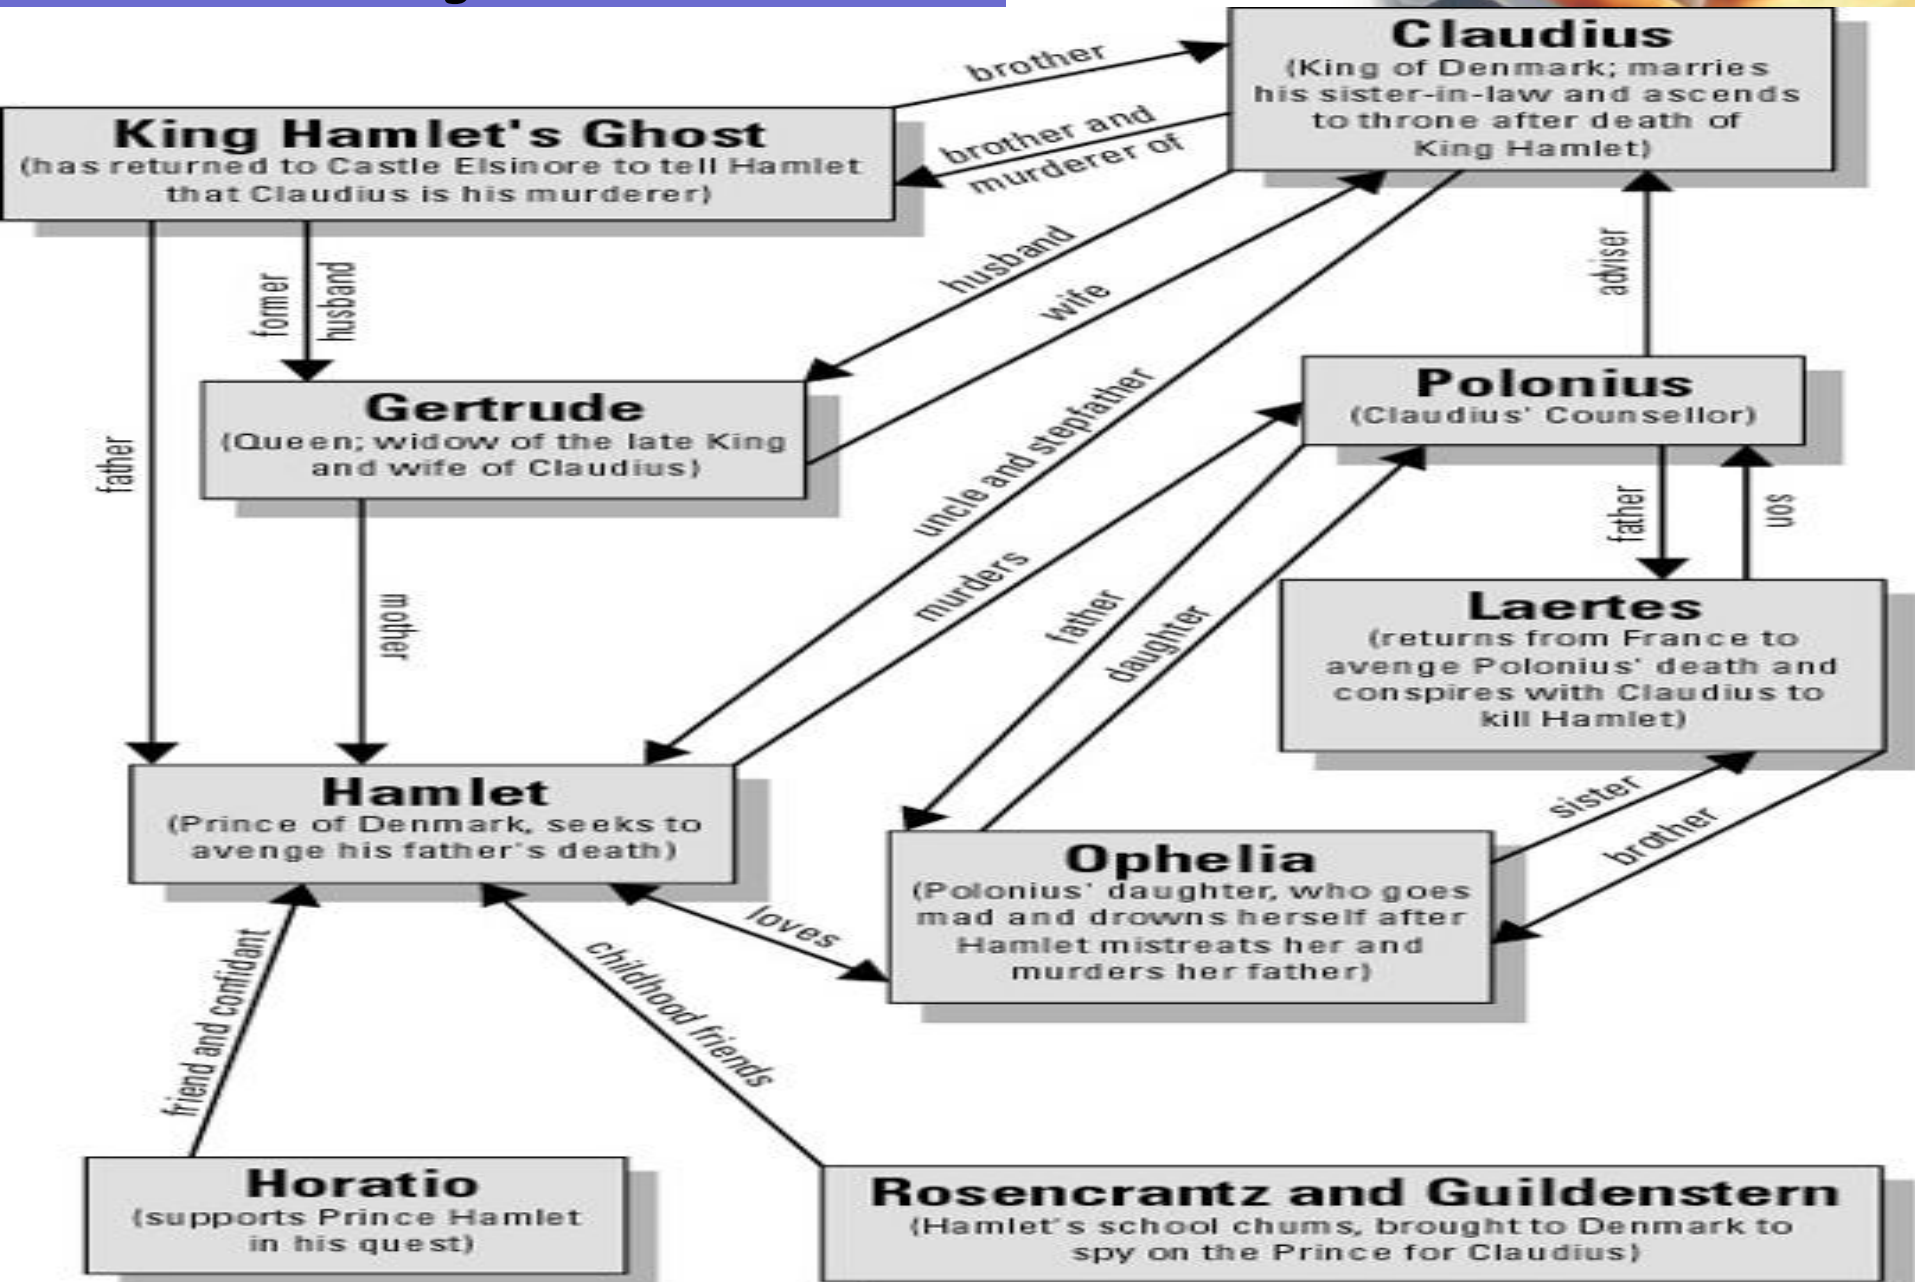 Claudius
(King of Denmark; marries
his sister-in-law and ascends
to throne after death of
King Hamlet)
brother
brother and
murderer of
King Hamlet's Ghost
(has returned to Castle Elsinore to tell Hamlet
that Claudius is his murderer)
husband
wife
adviser
former
husband
father
uncle and stepfather
Polonius
(Claudius' Counsellor)
Gertrude
(Queen; widow of the late King
and wife of Claudius)
murders
father
daughter
father
son
mother
Laertes
(returns from France to
avenge Polonius' death and
conspires with Claudius to
kill Hamlet)
Hamlet
(Prince of Denmark, seeks to
avenge his father's death)
sister
brother
Ophelia
(Polonius' daughter, who goes
mad and drowns herself after
Hamlet mistreats her and
murders her father)
loves
friend and confidant
childhood friends
Horatio
(supports Prince Hamlet
in his quest)
Rosencrantz and Guildenstern
(Hamlet's school chums, brought to Denmark to
spy on the Prince for Claudius)